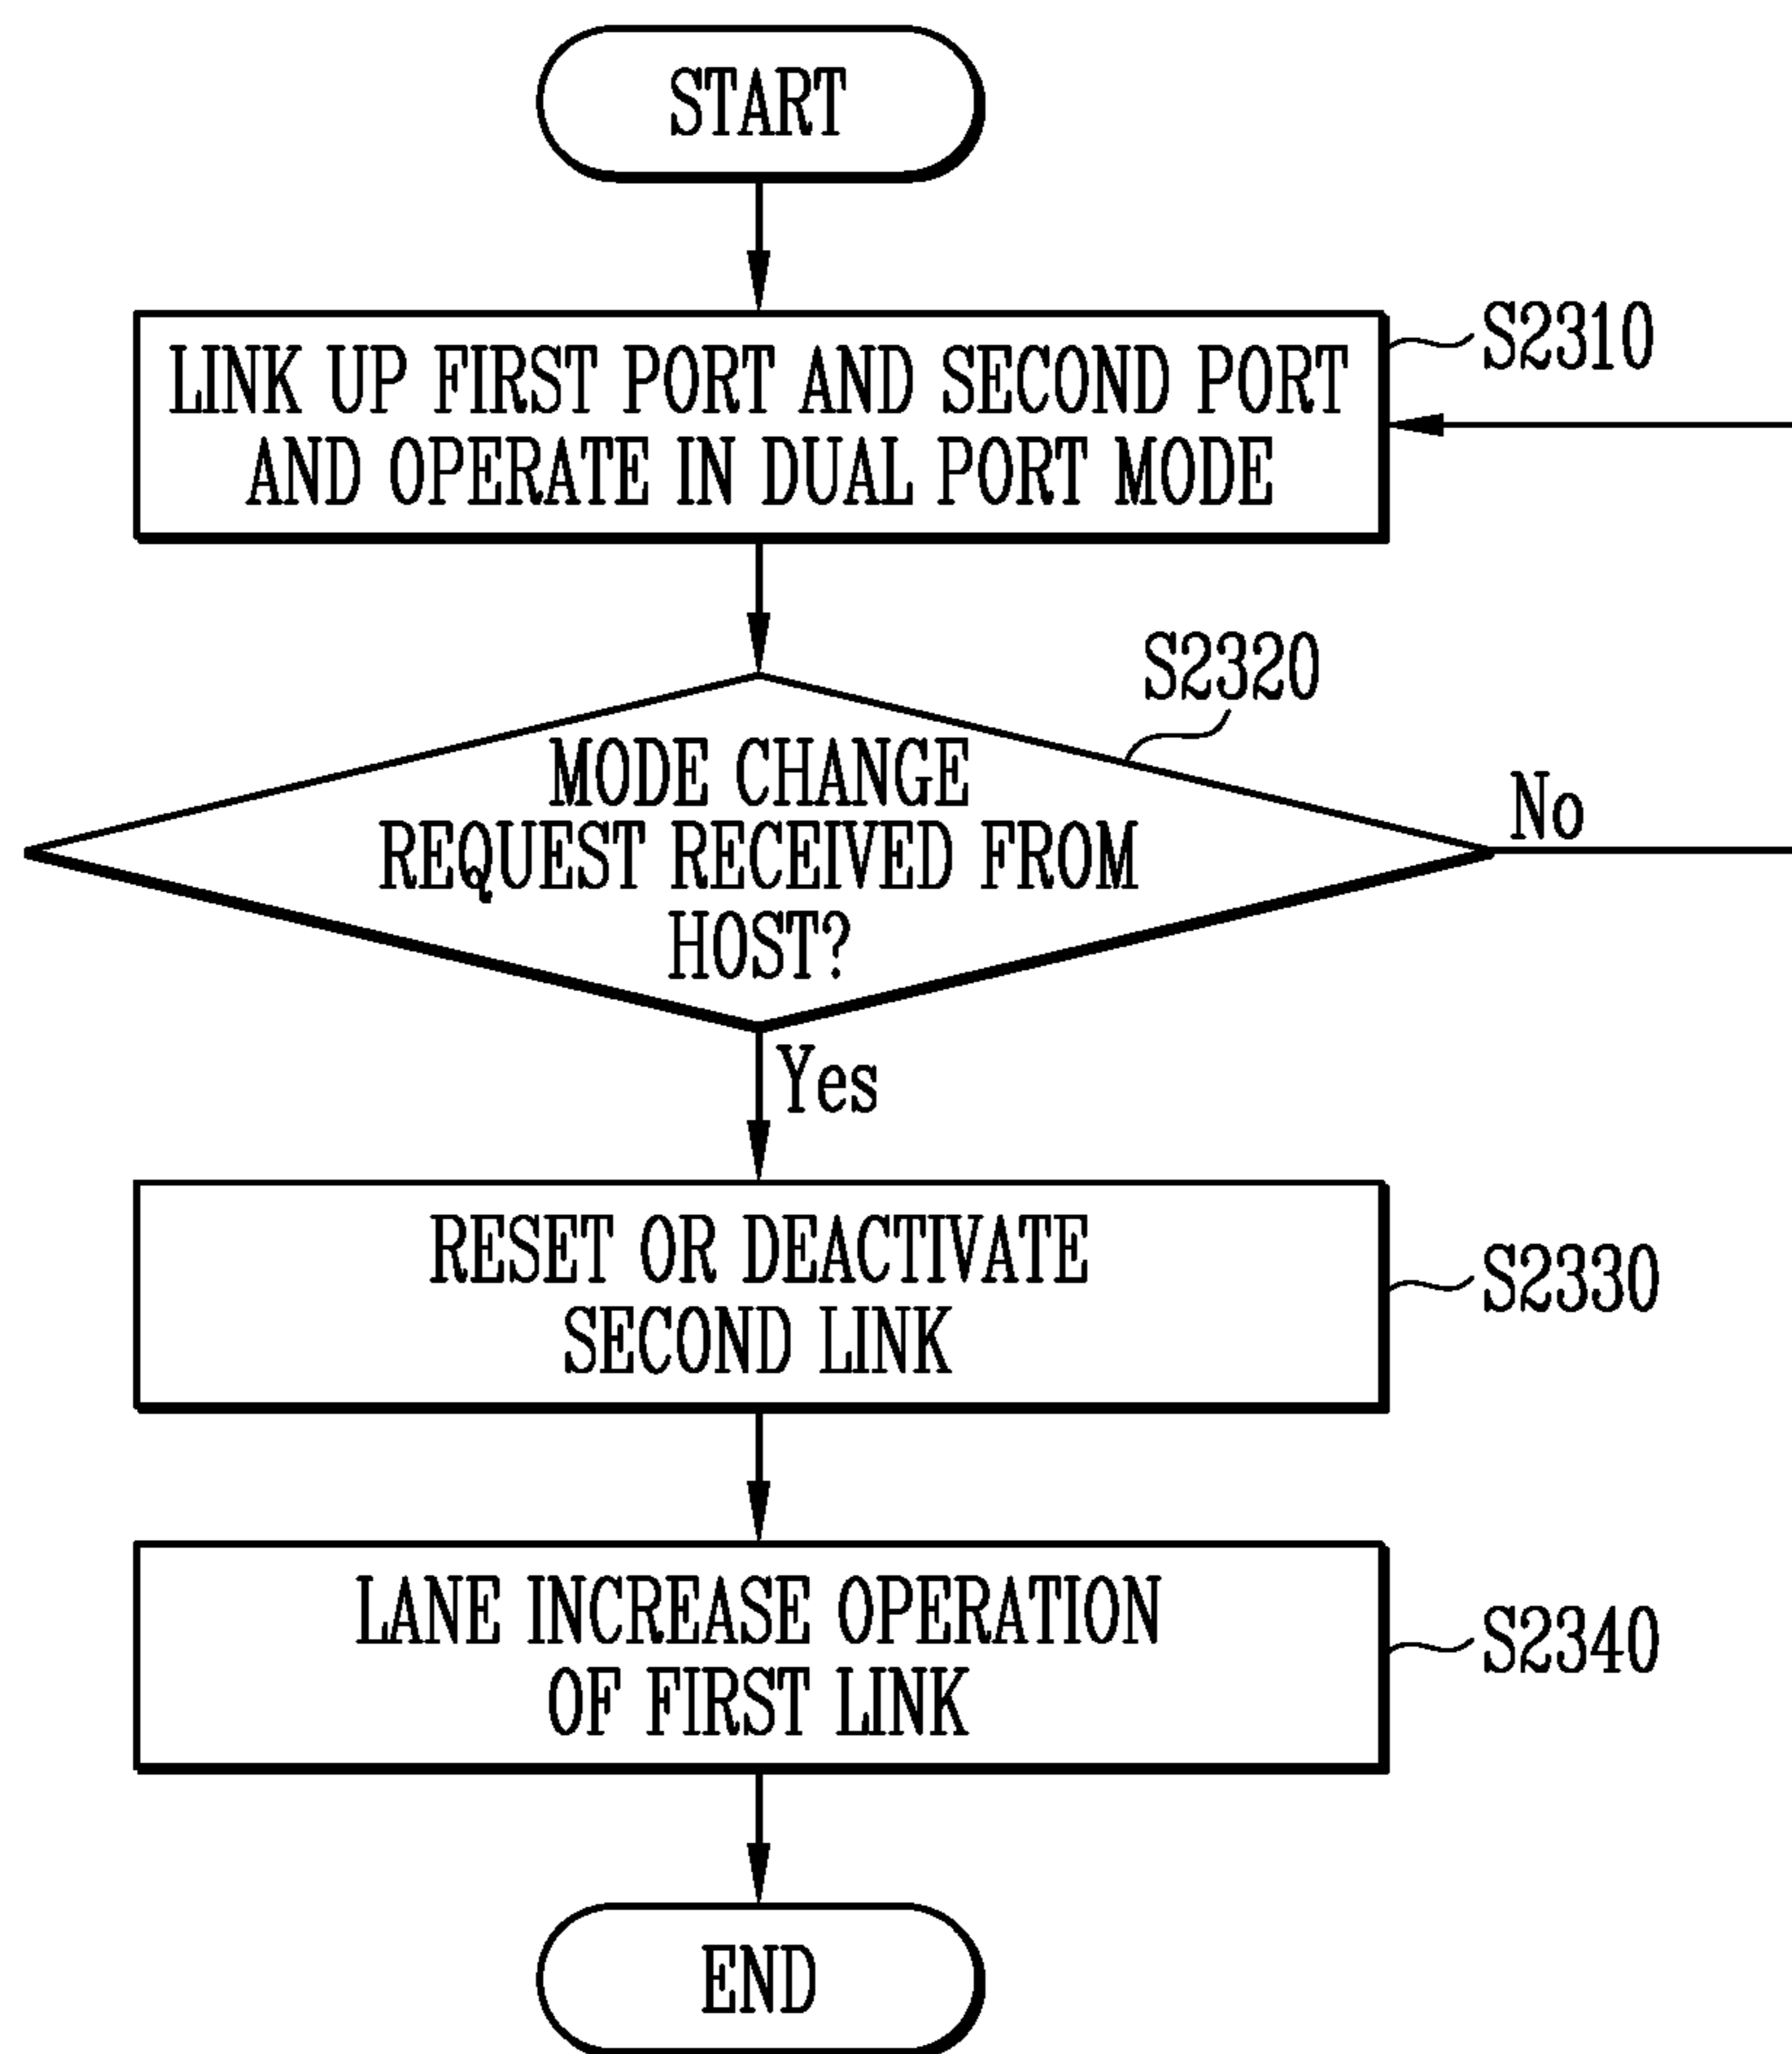 START
LINK UP FIRST PORT AND SECOND PORT
AND OPERATE IN DUAL PORT MODE
S2310
S2320
MODE CHANGE
REQUEST RECEIVED FROM
HOST?
No
Yes
RESET OR DEACTIVATE
SECOND LINK
S2330
LANE INCREASE OPERATION
OF FIRST LINK
S2340
END